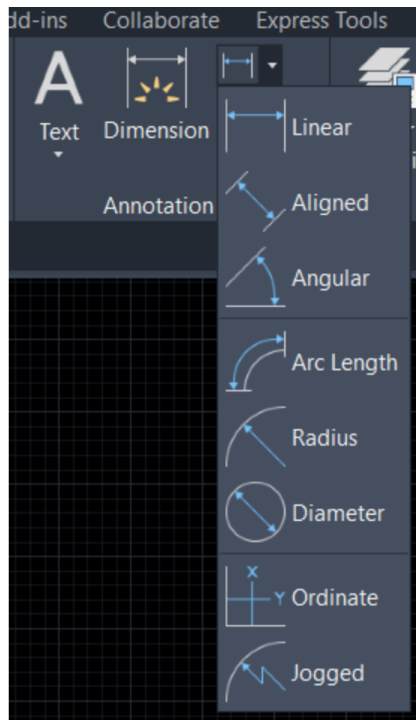 dd-ins Collaborate Express Tools
A
Text
Dimension
Annotation
Linear
Aligned
Angular
Arc Length
Radius
Diameter
X
Y
Ordinate
Jogged